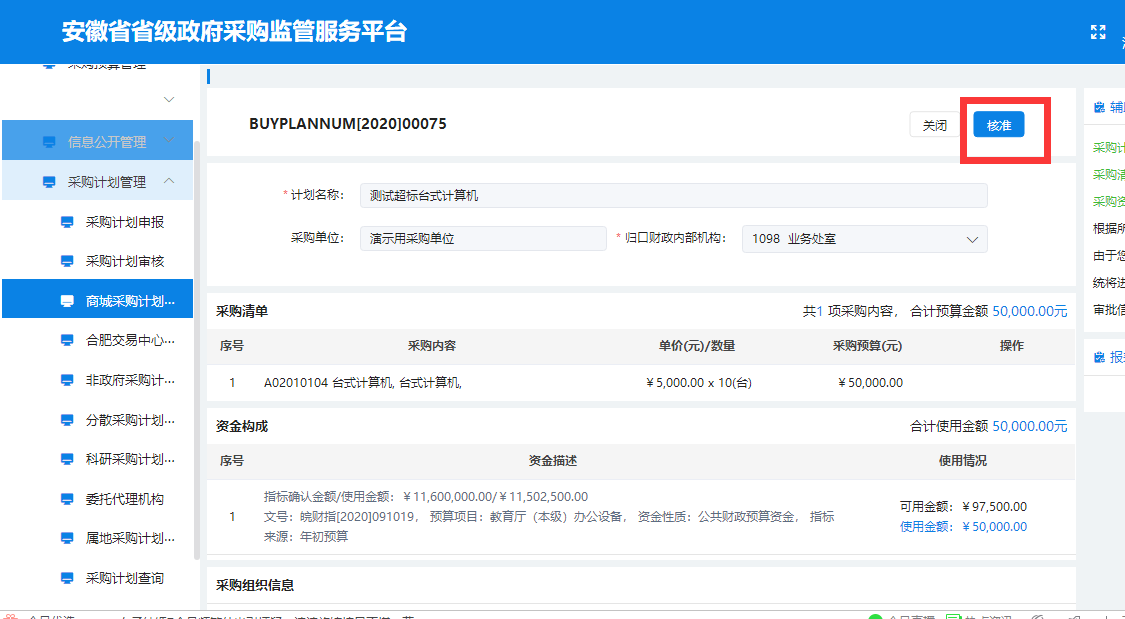 安徽省省级政府采购监管服务平台
采购预算管理
信息公开管理
采购计划管理
采购计划申报
采购计划审核
商城采购计划...
合肥交易中心...
非政府采购计...
分散采购计划...
科研采购计划...
委托代理机构
属地采购计划...
采购计划查询
BUYPLANNUM[2020]00075
关闭
核准
* 计划名称: 测试超标台式计算机
采购单位: 演示用采购单位 * 归口财政内部机构: 1098 业务处室
采购清单 共1 项采购内容， 合计预算金额 50,000.00元
序号 采购内容 单价(元)/数量 采购预算(元) 操作
1 A02010104 台式计算机, 台式计算机, ￥5,000.00 x 10(台) ￥50,000.00
资金构成 合计使用金额 50,000.00元
序号 资金描述 使用情况
1
指标确认金额/使用金额: ￥11,600,000.00/￥11,502,500.00
文号: 皖财指[2020]091019， 预算项目: 教育厅（本级）办公设备， 资金性质: 公共财政预算资金， 指标
来源: 年初预算
可用金额: ￥97,500.00
使用金额: ￥50,000.00
采购组织信息
采购计
采购清
采购资
根据所
由于您
统将进
审批信